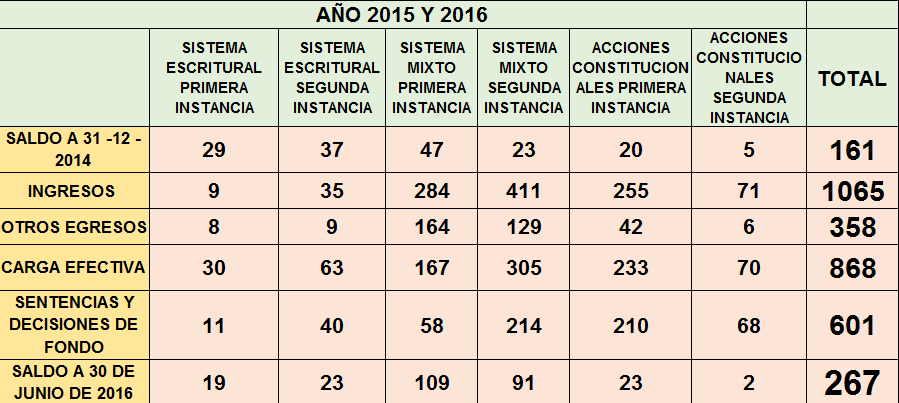 AÑO 2015 Y 2016
SISTEMA ESCRITURAL PRIMERA INSTANCIA	SISTEMA ESCRITURAL SEGUNDA INSTANCIA	SISTEMA MIXTO PRIMERA INSTANCIA	SISTEMA MIXTO SEGUNDA INSTANCIA	ACCIONES CONSTITUCIONALES PRIMERA INSTANCIA	ACCIONES CONSTITUCIONALES SEGUNDA INSTANCIA	TOTAL
SALDO A 31 -12 - 2014	29	37	47	23	20	5	161
INGRESOS	9	35	284	411	255	71	1065
OTROS EGRESOS	8	9	164	129	42	6	358
CARGA EFECTIVA	30	63	167	305	233	70	868
SENTENCIAS Y DECISIONES DE FONDO	11	40	58	214	210	68	601
SALDO A 30 DE JUNIO DE 2016	19	23	109	91	23	2	267